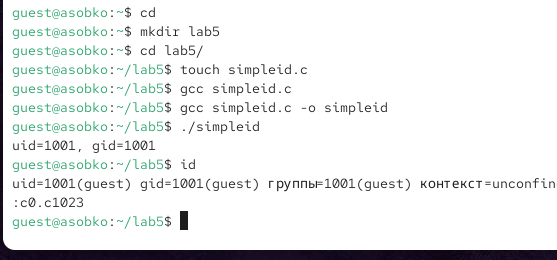 guest@asobko:~$ cd
guest@asobko:~$ mkdir lab5
guest@asobko:~$ cd lab5/
guest@asobko:~/lab5$ touch simpleid.c
guest@asobko:~/lab5$ gcc simpleid.c
guest@asobko:~/lab5$ gcc simpleid.c -o simpleid
guest@asobko:~/lab5$ ./simpleid
uid=1001, gid=1001
guest@asobko:~/lab5$ id
uid=1001(guest) gid=1001(guest) группы=1001(guest) контекст=unconfin
:c0.c1023
guest@asobko:~/lab5$